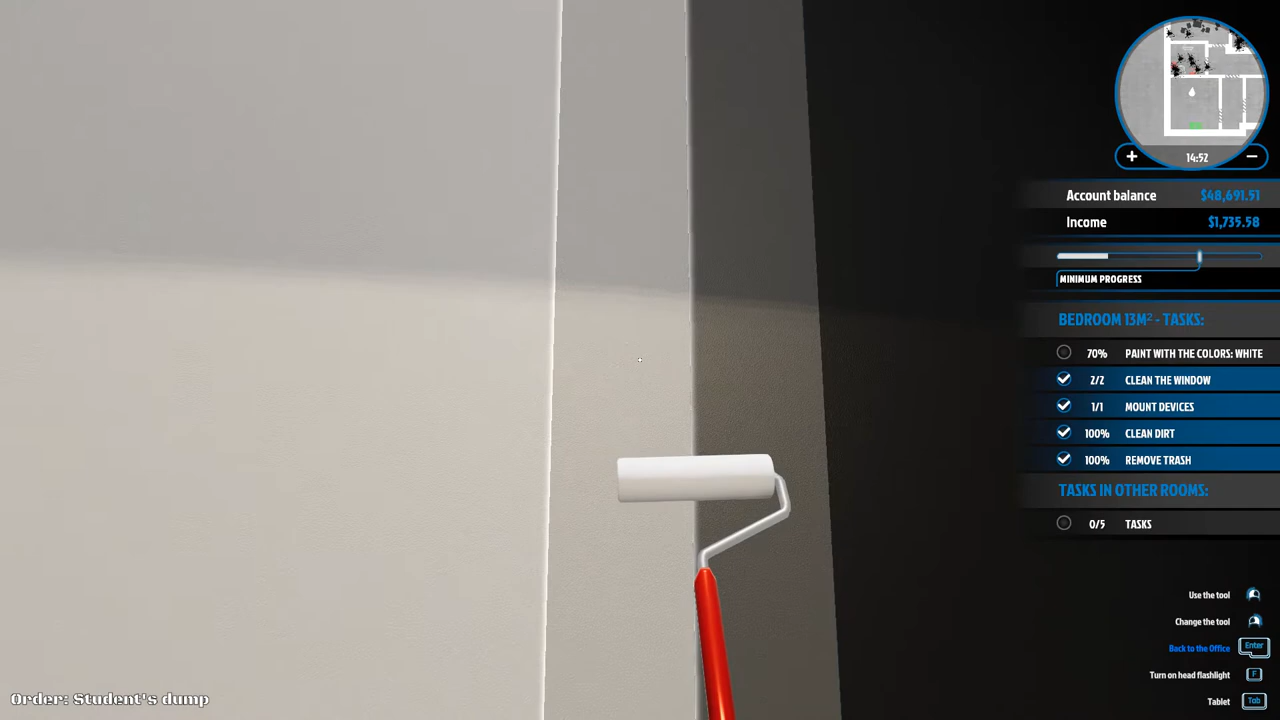 + 14:52 −
Account balance $48,691.51
Income $1,735.58
MINIMUM PROGRESS
BEDROOM 13M² - TASKS:
70% PAINT WITH THE COLORS: WHITE
2/2 CLEAN THE WINDOW
1/1 MOUNT DEVICES
100% CLEAN DIRT
100% REMOVE TRASH
TASKS IN OTHER ROOMS:
0/5 TASKS
Use the tool
Change the tool
Back to the Office Enter
Turn on head flashlight F
Tablet Tab
Order: Student's dump